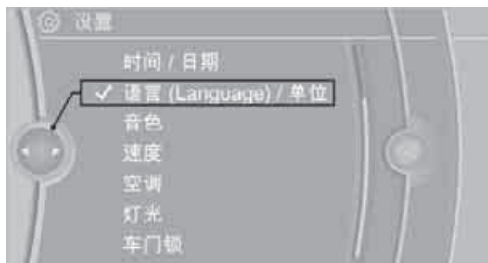 设置
时间 / 日期
语言 (Language) / 单位
音色
速度
空调
灯光
车门锁